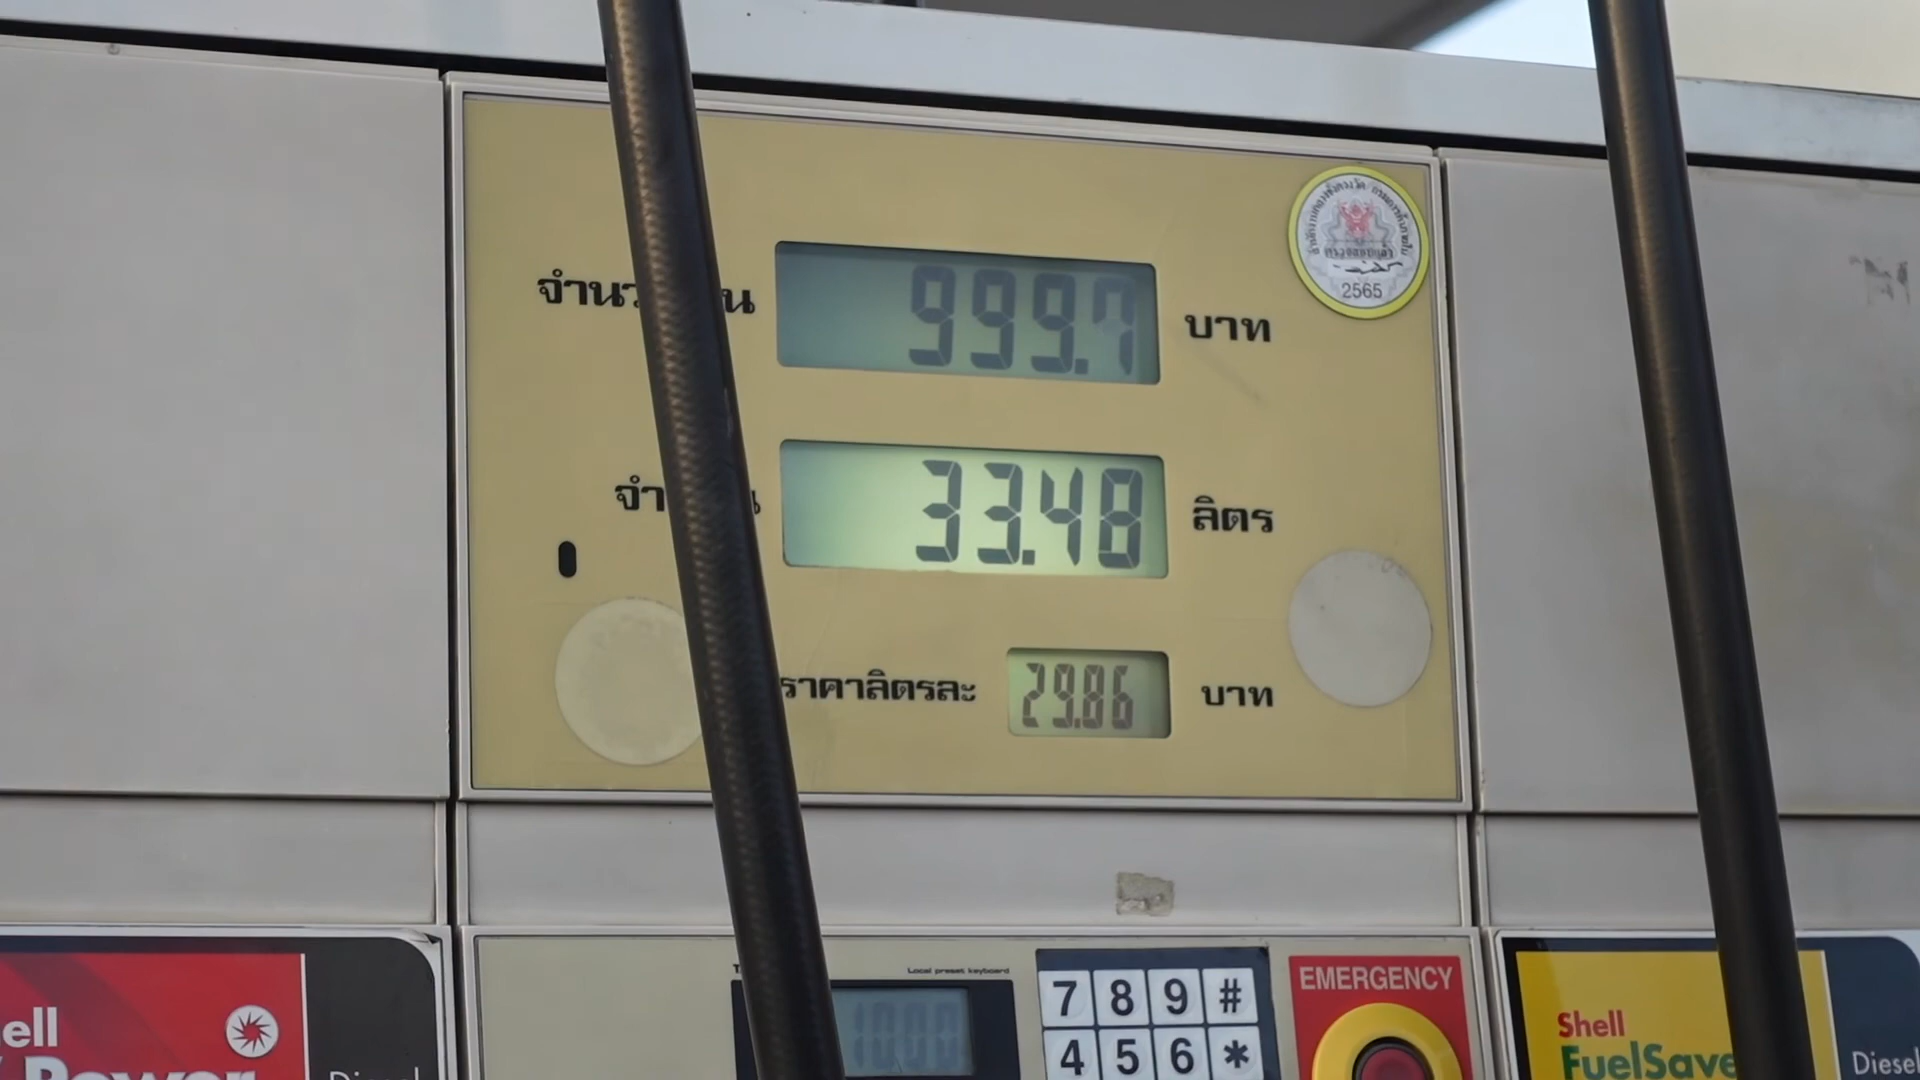 999.7 บาท
2565
33.48 ลิตร
ราคาลิตรละ 29.86 บาท
Local preset keyboard
1000
7 8 9 #
4 5 6 *
EMERGENCY
Shell
FuelSave
Diesel